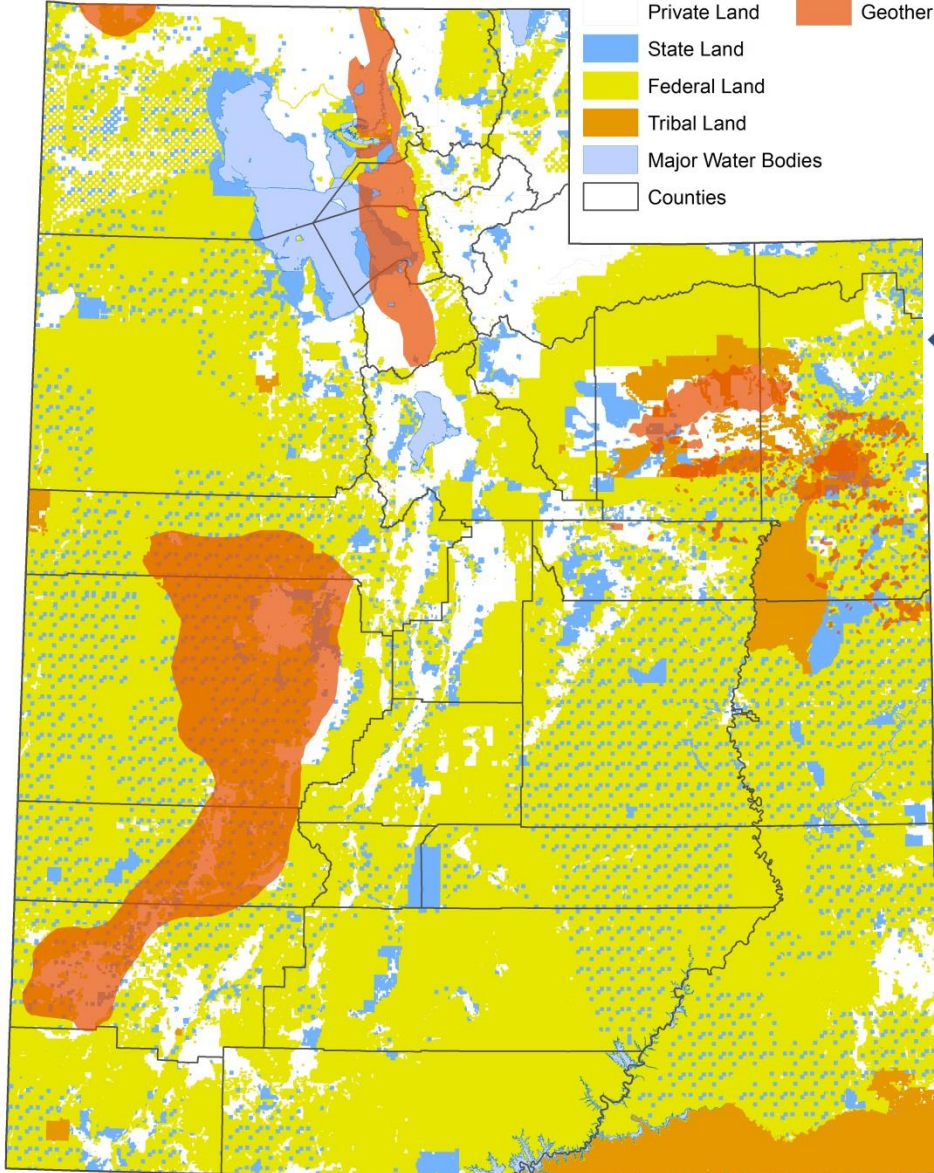 Private Land
Geother
State Land
Federal Land
Tribal Land
Major Water Bodies
Counties